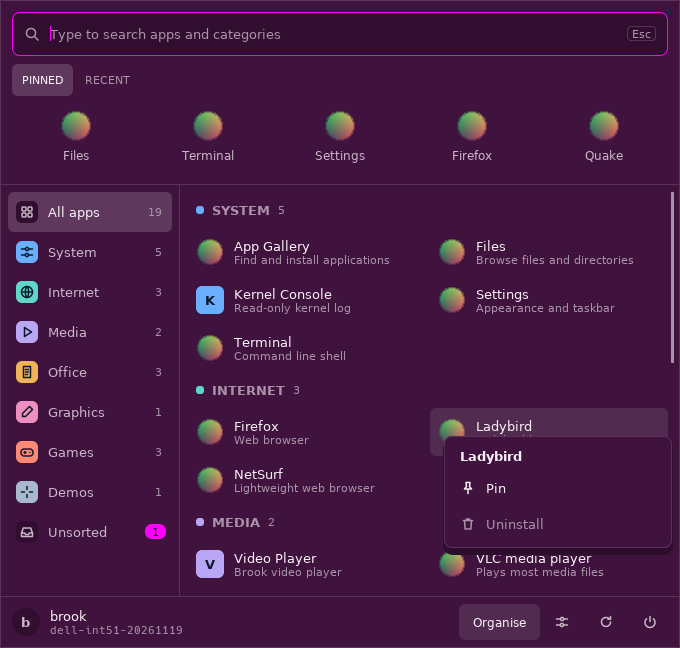 Type to search apps and categories Esc
PINNED RECENT
Files Terminal Settings Firefox Quake
All apps 19
System 5
Internet 3
Media 2
Office 3
Graphics 1
Games 3
Demos 1
Unsorted 1
SYSTEM 5
App Gallery
Find and install applications
Files
Browse files and directories
K
Kernel Console
Read-only kernel log
Settings
Appearance and taskbar
Terminal
Command line shell
INTERNET 3
Firefox
Web browser
Ladybird
NetSurf
Lightweight web browser
Ladybird
Pin
Uninstall
MEDIA 2
V
Video Player
Brook video player
VLC media player
Plays most media files
b
brook
dell-int51-20261119
Organise